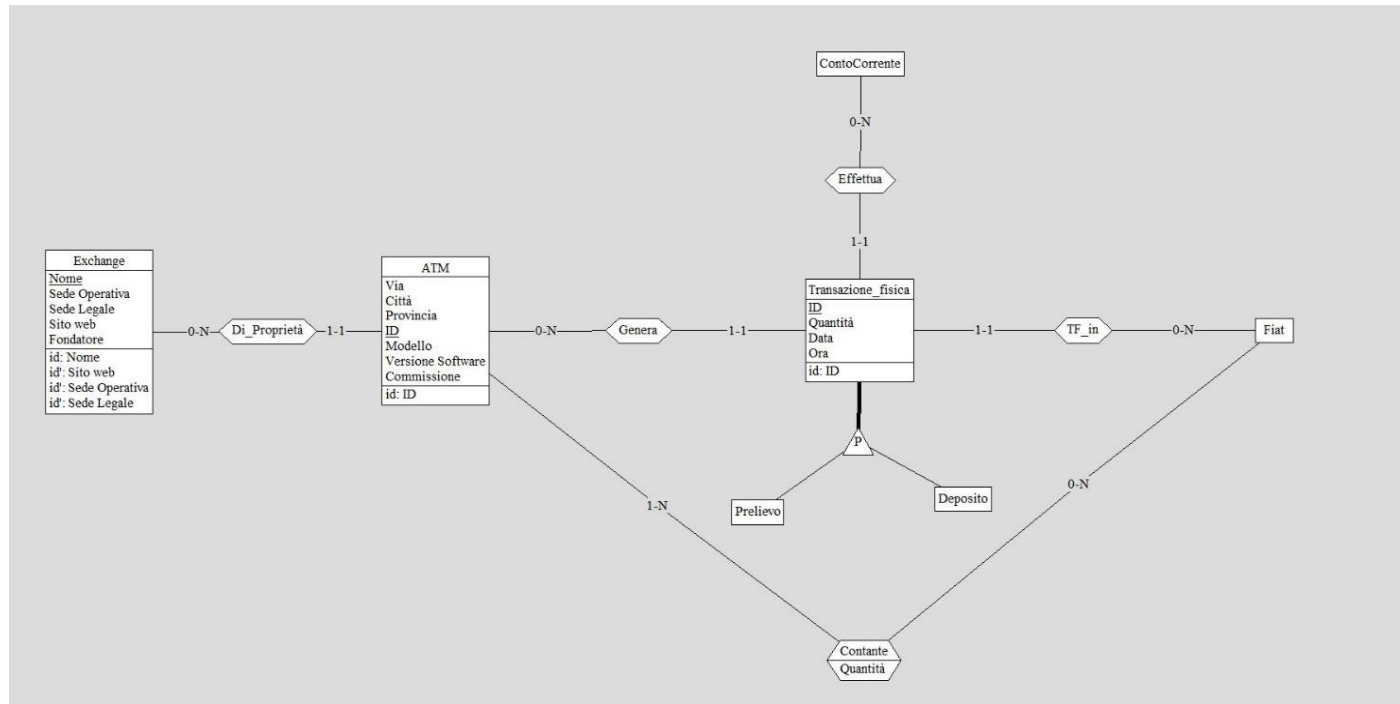 ContoCorrente
0-N
Effettua
1-1
Exchange
Nome
Sede Operativa
Sede Legale
Sito web
Fondatore
id: Nome
id': Sito web
id': Sede Operativa
id': Sede Legale
0-N
Di_Proprietà
1-1
ATM
Via
Città
Provincia
ID
Modello
Versione Software
Commissione
id: ID
0-N
Genera
1-1
Transazione_fisica
ID
Quantità
Data
Ora
id: ID
1-1
TF_in
0-N
Fiat
P
Prelievo
Deposito
1-N
0-N
Contante
Quantità